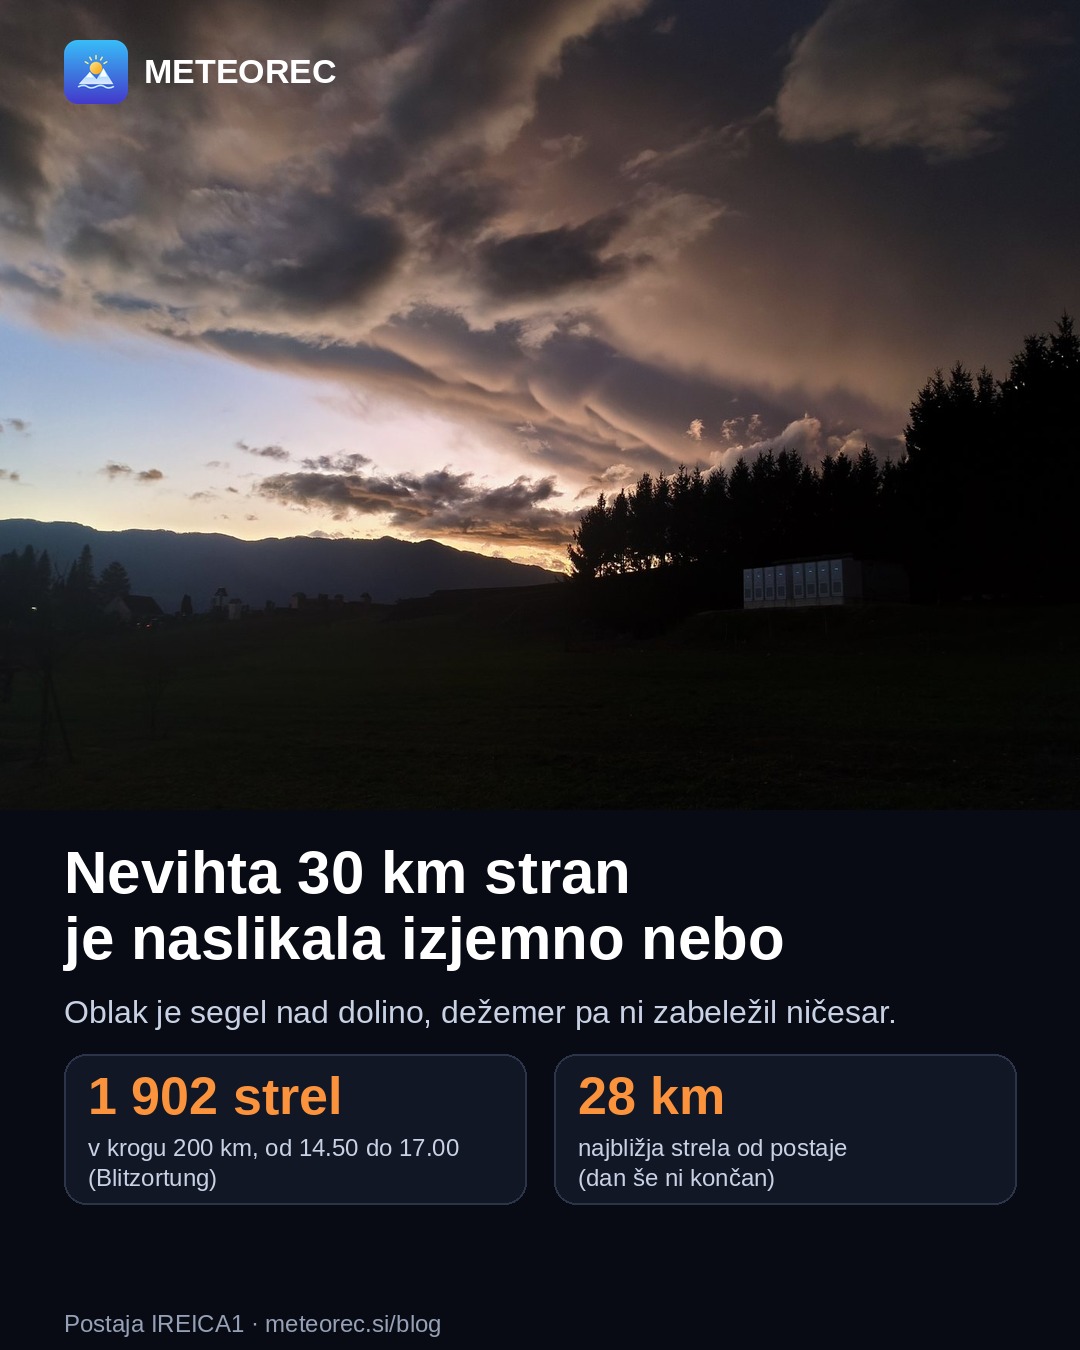 METEOREC
Nevihta 30 km stran
je naslikala izjemno nebo
Oblak je segel nad dolino, dežemer pa ni zabeležil ničesar.
1 902 strel
v krogu 200 km, od 14.50 do 17.00
(Blitzortung)
28 km
najbližja strela od postaje
(dan še ni končan)
Postaja IREICA1 · meteorec.si/blog